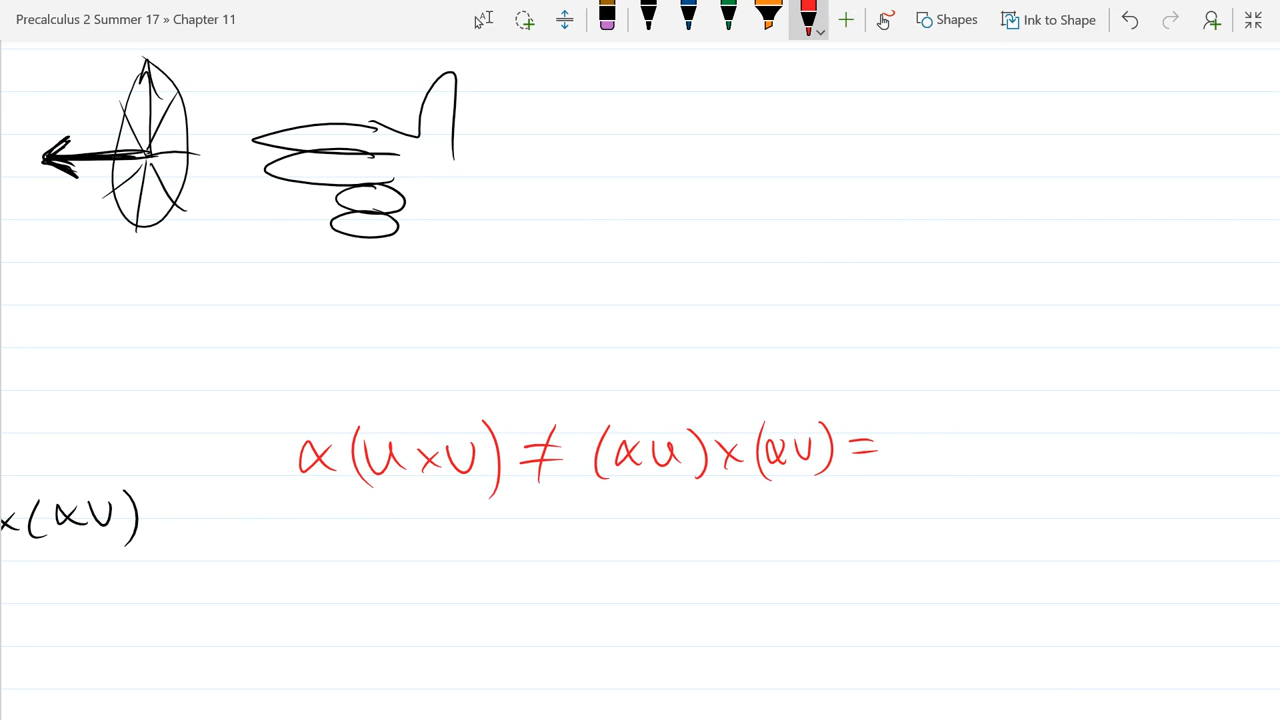 Precalculus 2 Summer 17 » Chapter 11
Shapes
Ink to Shape
α(u×v) ≠ (αu)×(αv) =
×(αv)